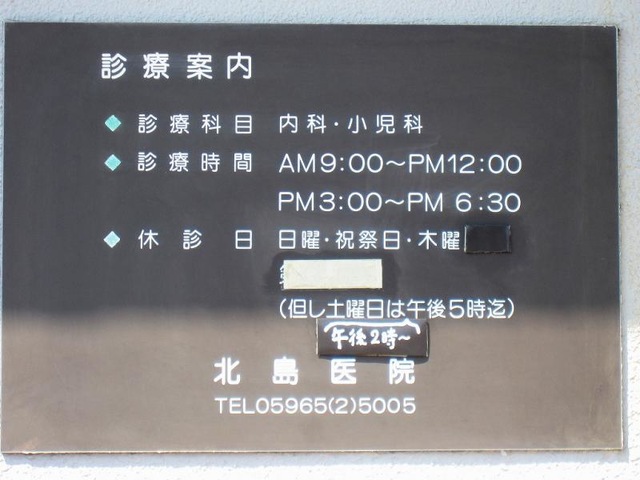 診療案内
診療科目 内科・小児科
診療時間 AM9:00～PM12:00
PM3:00～PM 6:30
休診日 日曜・祝祭日・木曜
(但し土曜日は午後5時迄)
午後2時～
北島医院
TEL05965(2)5005